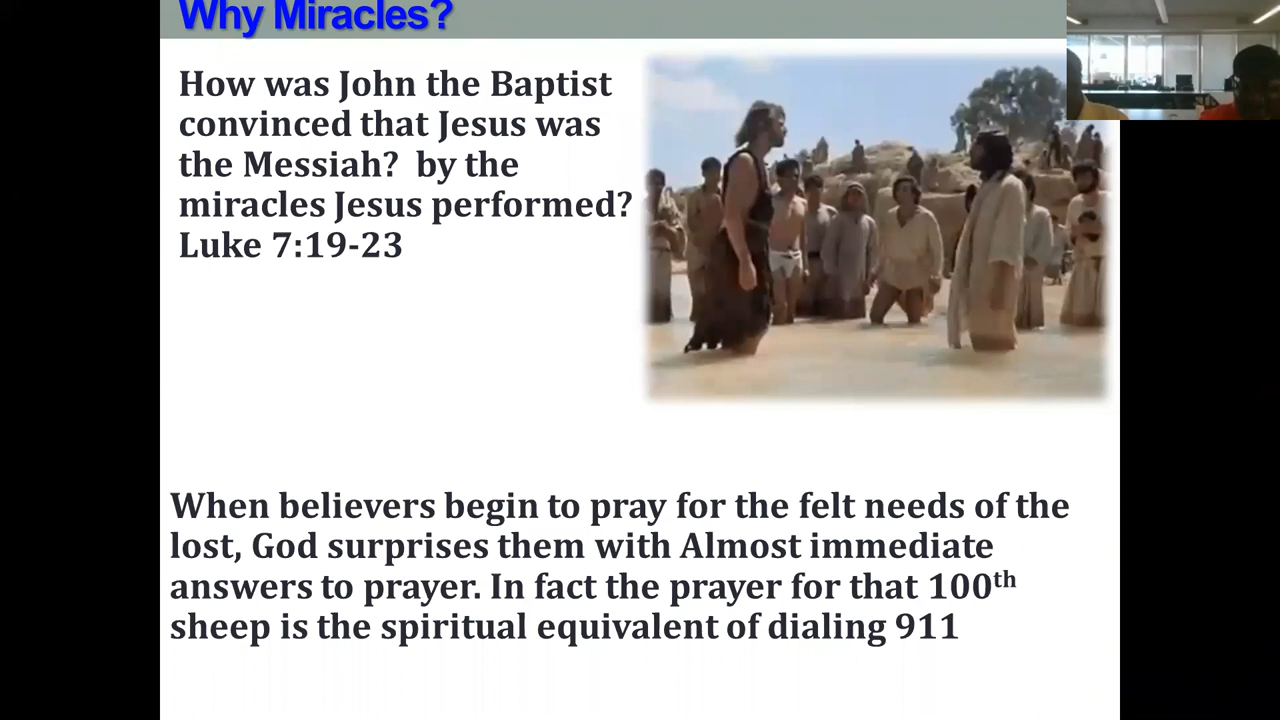 Why Miracles?
How was John the Baptist
convinced that Jesus was
the Messiah?  by the
miracles Jesus performed?
Luke 7:19-23
When believers begin to pray for the felt needs of the
lost, God surprises them with Almost immediate
answers to prayer. In fact the prayer for that 100th
sheep is the spiritual equivalent of dialing 911